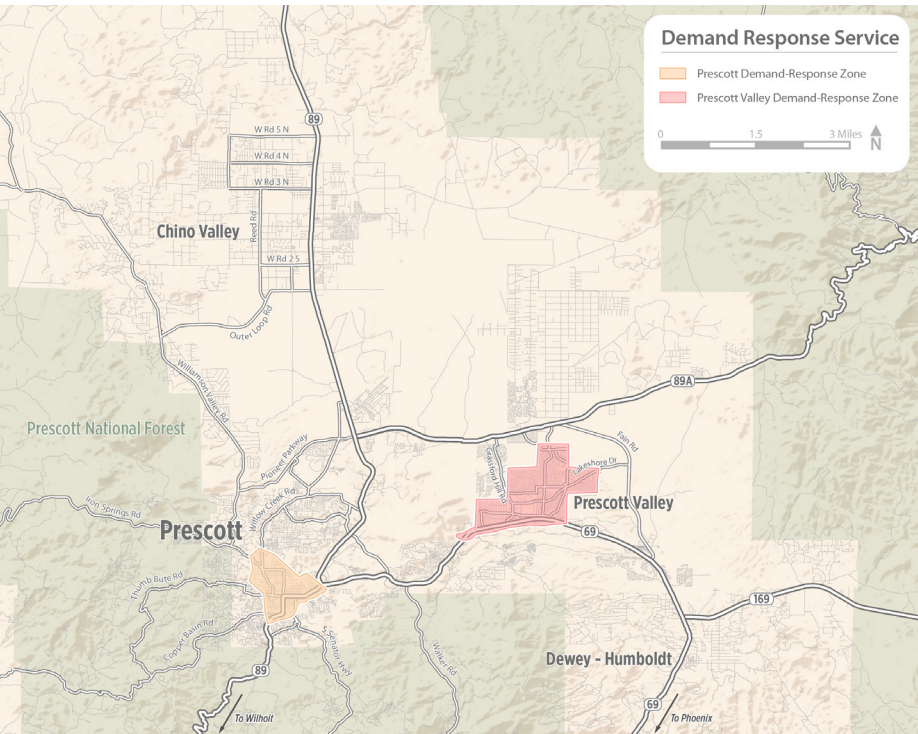 Demand Response Service
Prescott Demand-Response Zone
Prescott Valley Demand-Response Zone
0 1.5 3 Miles
N
89
W Rd 5 N
W Rd 4 N
W Rd 3 N
Chino Valley
Reed Rd
W Rd 2 S
Outer Loop Rd
Williamson Valley Rd
89A
Prescott National Forest
Pioneer Parkway
Fain Rd
Glassford Hill Rd
Lakeshore Dr
Willow Creek Rd
Iron Springs Rd
Prescott
Prescott Valley
69
Thumb Bute Rd
169
Copper Basin Rd
Senator Hwy
Walker Rd
Dewey - Humboldt
89
69
To Wilhoit
To Phoenix